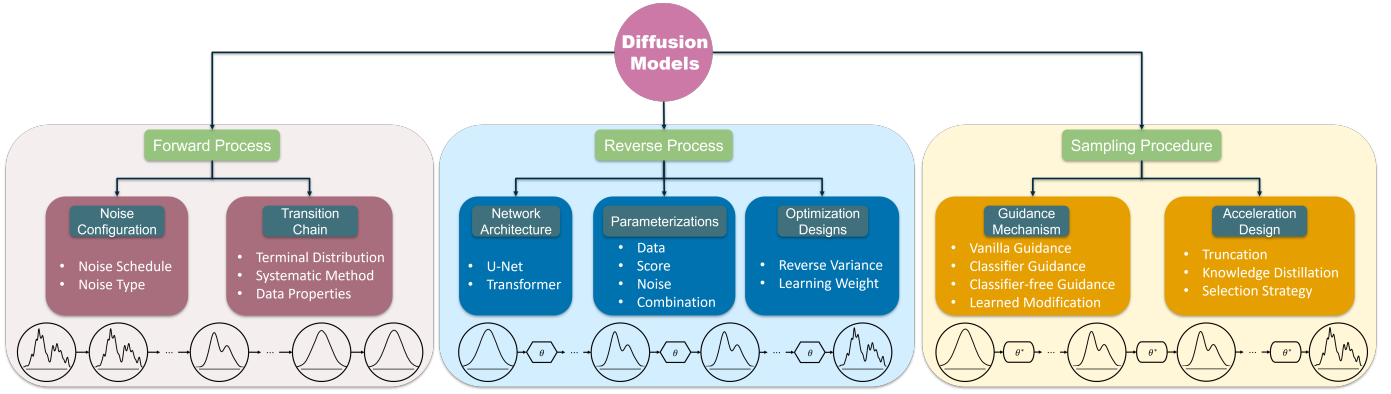 Diffusion
Models
Forward Process
Noise
Configuration
• Noise Schedule
• Noise Type
Transition
Chain
• Terminal Distribution
• Systematic Method
• Data Properties
...
...
Reverse Process
Network
Architecture
• U-Net
• Transformer
Parameterizations
• Data
• Score
• Noise
• Combination
Optimization
Designs
• Reverse Variance
• Learning Weight
θ
...
θ
...
θ
Sampling Procedure
Guidance
Mechanism
• Vanilla Guidance
• Classifier Guidance
• Classifier-free Guidance
• Learned Modification
Acceleration
Design
• Truncation
• Knowledge Distillation
• Selection Strategy
θ*
...
θ*
...
θ*